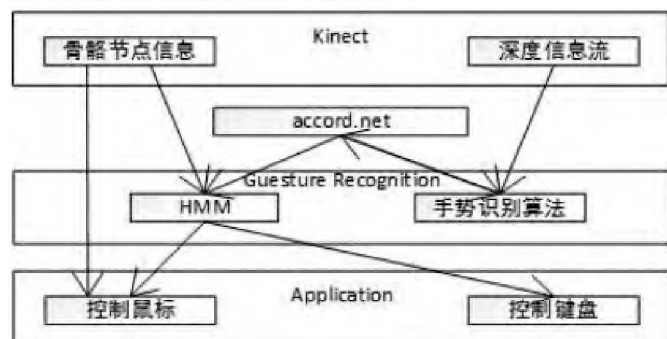 Kinect
骨骼节点信息
深度信息流
accord.net
Guesture Recognition
HMM
手势识别算法
Application
控制鼠标
控制键盘